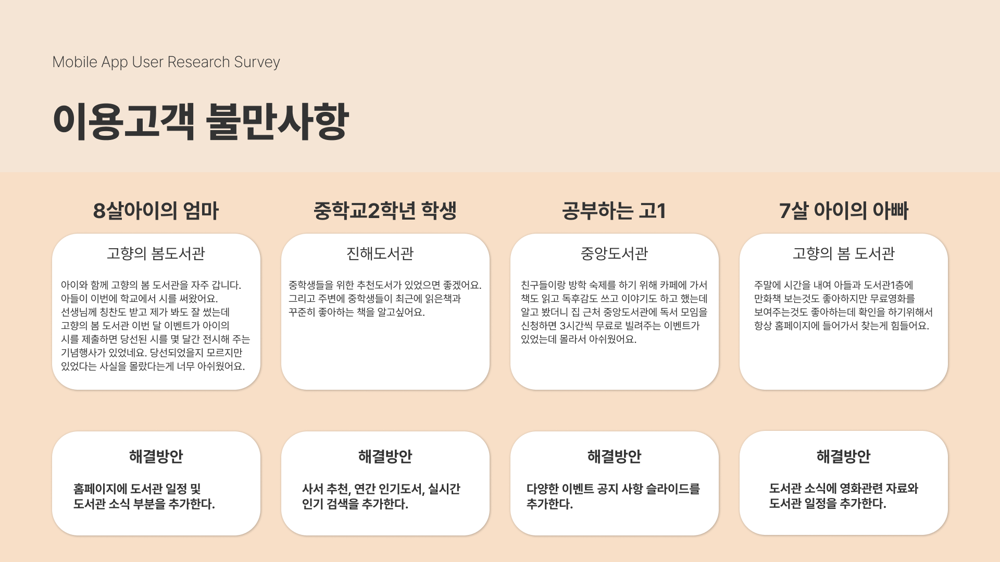 Mobile App User Research Survey
이용고객 불만사항
8살아이의 엄마
고향의 봄도서관
아이와 함께 고향의 봄 도서관을 자주 갑니다.
아들이 이번에 학교에서 시를 써왔어요.
선생님께 칭찬도 받고 제가 봐도 잘 썼는데
고향의 봄 도서관 이번 달 이벤트가 아이의
시를 제출하면 당선된 시를 몇 달간 전시해 주는
기념행사가 있었네요. 당선되었을지 모르지만
있었다는 사실을 몰랐다는게 너무 아쉬웠어요.
중학교2학년 학생
진해도서관
중학생들을 위한 추천도서가 있었으면 좋겠어요.
그리고 주변에 중학생들이 최근에 읽은책과
꾸준히 좋아하는 책을 알고싶어요.
공부하는 고1
중앙도서관
친구들이랑 방학 숙제를 하기 위해 카페에 가서
책도 읽고 독후감도 쓰고 이야기도 하고 했는데
알고 봤더니 집 근처 중앙도서관에 독서 모임을
신청하면 3시간씩 무료로 빌려주는 이벤트가
있었는데 몰라서 아쉬웠어요.
7살 아이의 아빠
고향의 봄 도서관
주말에 시간을 내여 아들과 도서관1층에
만화책 보는것도 좋아하지만 무료영화를
보여주는것도 좋아하는데 확인을 하기위해서
항상 홈페이지에 들어가서 찾는게 힘들어요.
해결방안
홈페이지에 도서관 일정 및
도서관 소식 부분을 추가한다.
해결방안
사서 추천, 연간 인기도서, 실시간
인기 검색을 추가한다.
해결방안
다양한 이벤트 공지 사항 슬라이드를
추가한다.
해결방안
도서관 소식에 영화관련 자료와
도서관 일정을 추가한다.